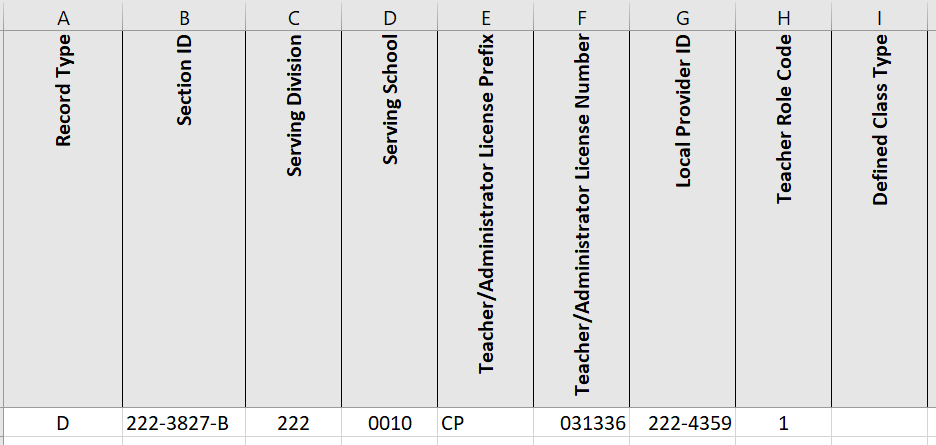 A B C D E F G H I
Record Type
Section ID
Serving Division
Serving School
Teacher/Administrator License Prefix
Teacher/Administrator License Number
Local Provider ID
Teacher Role Code
Defined Class Type
D 222-3827-B 222 0010 CP 031336 222-4359 1